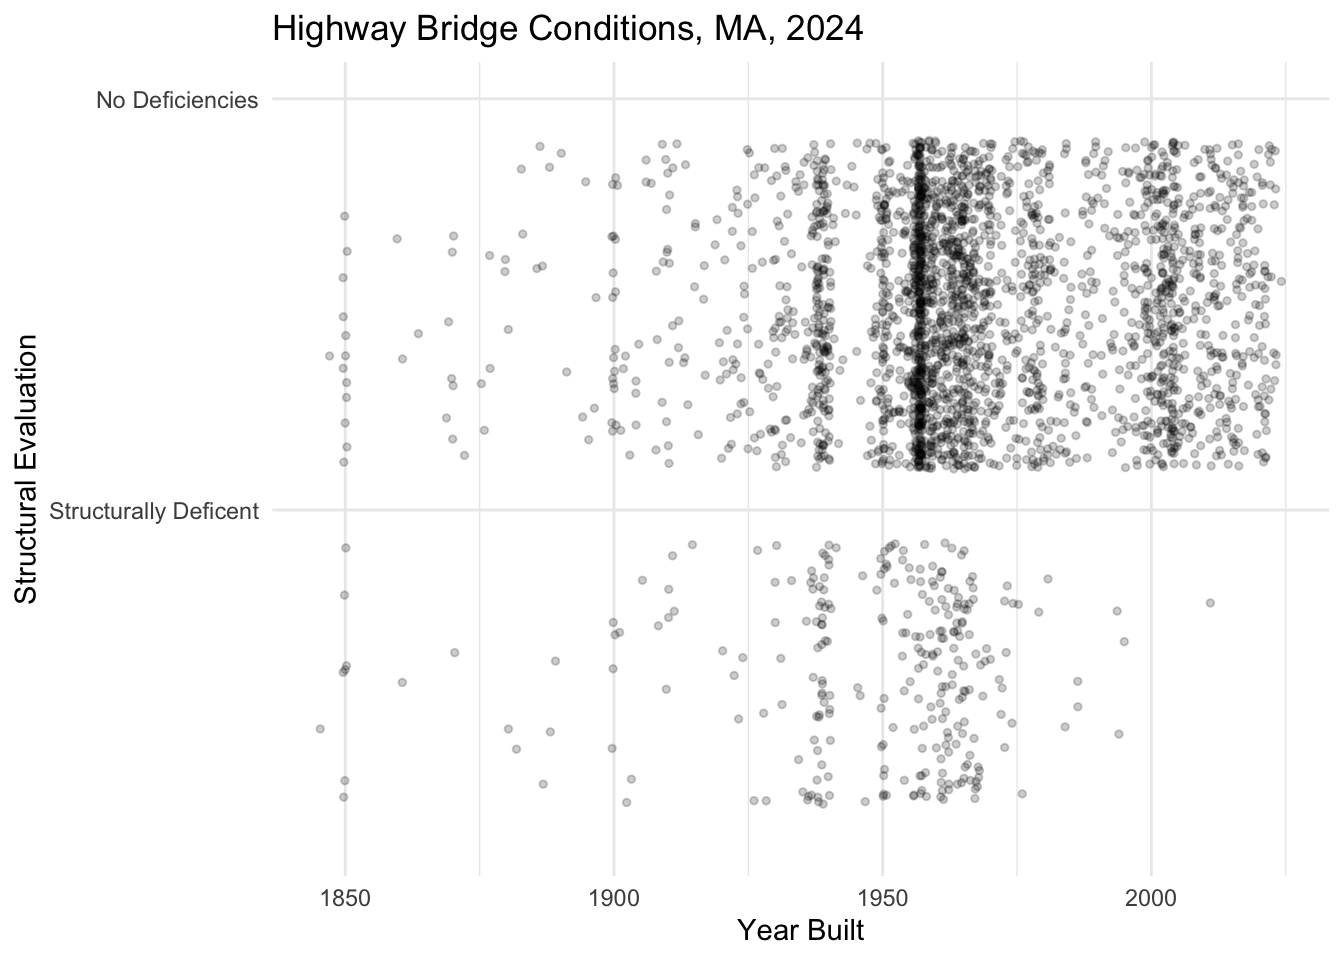 Highway Bridge Conditions, MA, 2024
No Deficiencies
Structural Evaluation
Structurally Deficent
1850 1900 1950 2000
Year Built